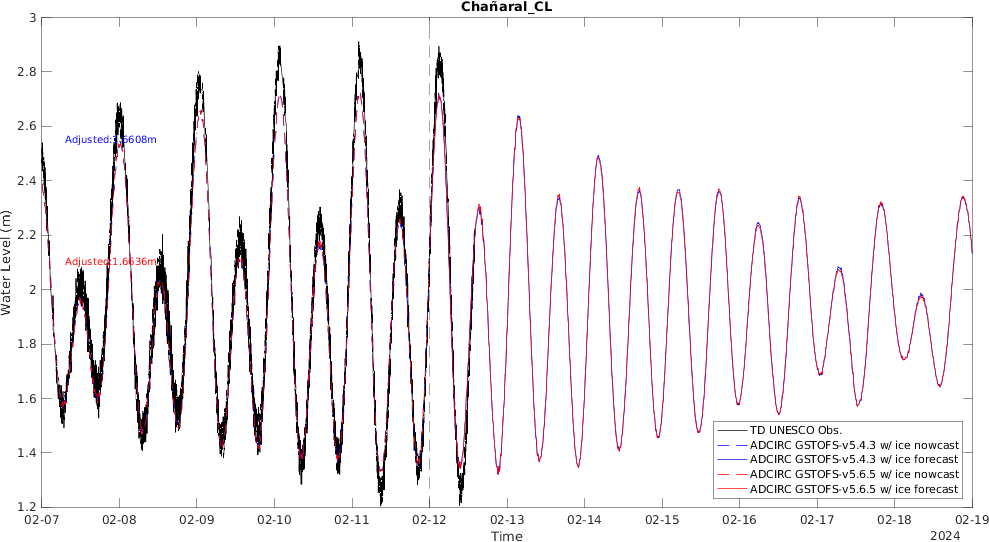 Chañaral_CL
3
2.8
2.6
2.4
2.2
2
1.8
1.6
1.4
1.2
Water Level (m)
Adjusted:1.6636m
TD UNESCO Obs.
ADCIRC GSTOFS-v5.4.3 w/ ice nowcast
ADCIRC GSTOFS-v5.4.3 w/ ice forecast
ADCIRC GSTOFS-v5.6.5 w/ ice nowcast
ADCIRC GSTOFS-v5.6.5 w/ ice forecast
02-07 02-08 02-09 02-10 02-11 02-12 02-13 02-14 02-15 02-16 02-17 02-18 02-19
Time
2024